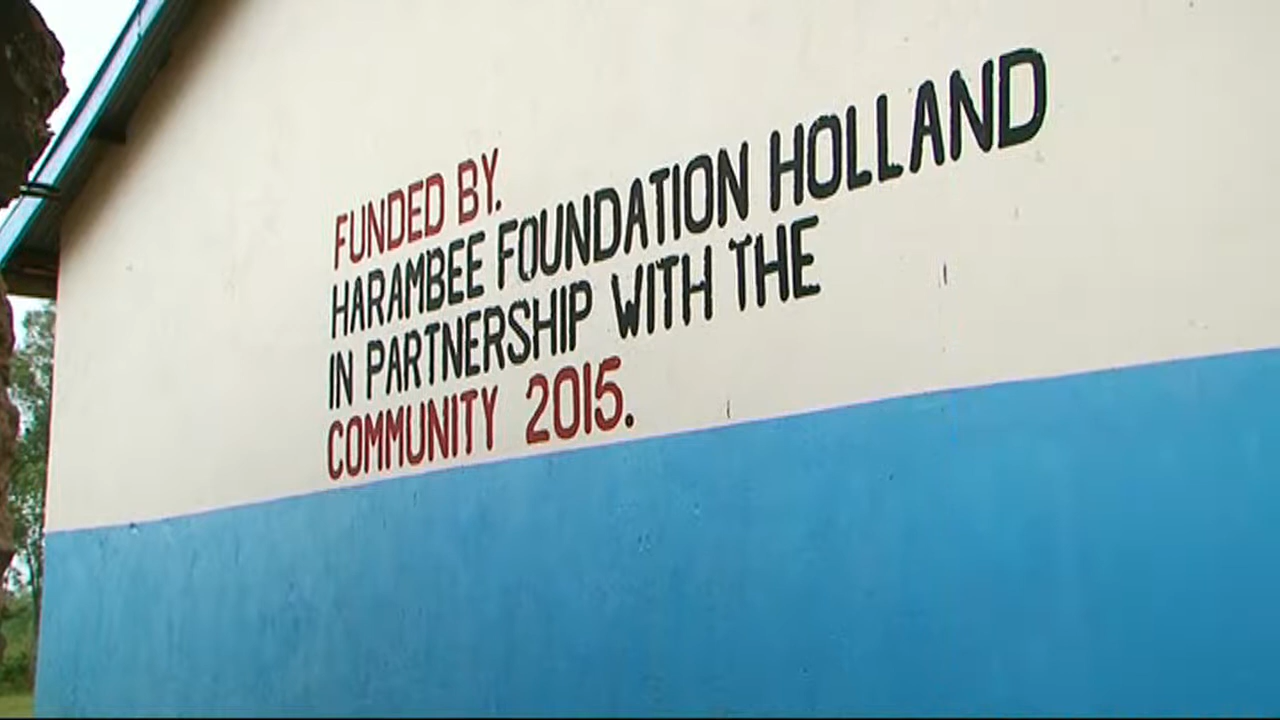 FUNDED BY.
HARAMBEE FOUNDATION HOLLAND
IN PARTNERSHIP WITH THE
COMMUNITY 2015.